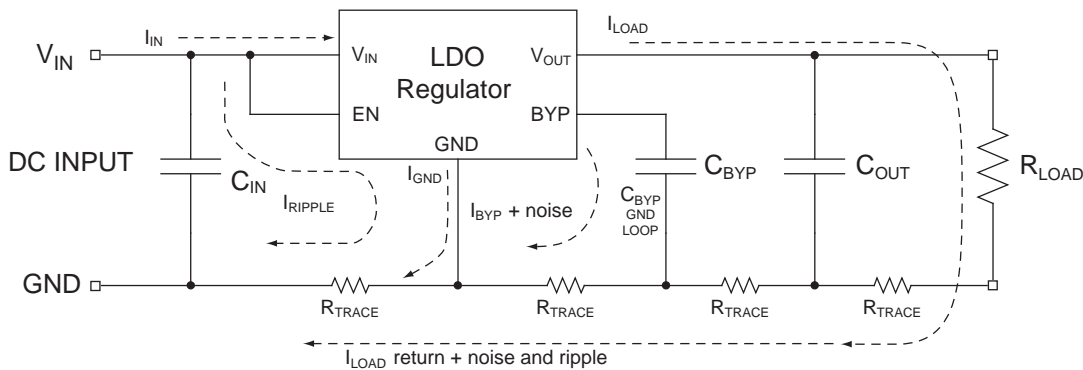 I_IN
I_LOAD
V_IN
V_IN
LDO
Regulator
V_OUT
EN
BYP
GND
DC INPUT
C_IN
I_RIPPLE
I_GND
I_BYP + noise
C_BYP
GND
LOOP
C_BYP
C_OUT
R_LOAD
GND
R_TRACE
R_TRACE
R_TRACE
R_TRACE
I_LOAD return + noise and ripple